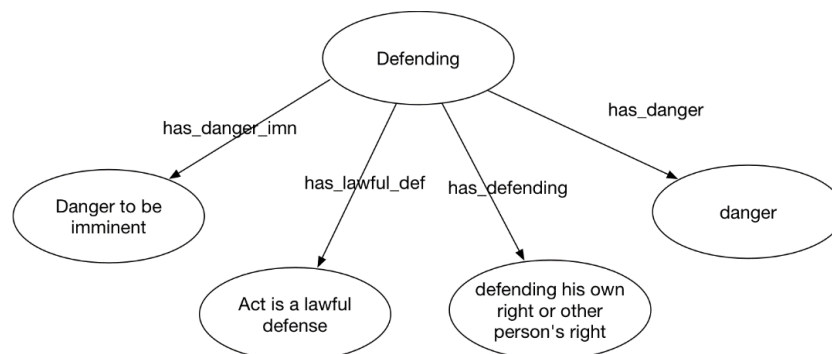 Defending
has_danger
has_danger_imn
has_lawful_def
has_defending
Danger to be
imminent
danger
Act is a lawful
defense
defending his own
right or other
person's right